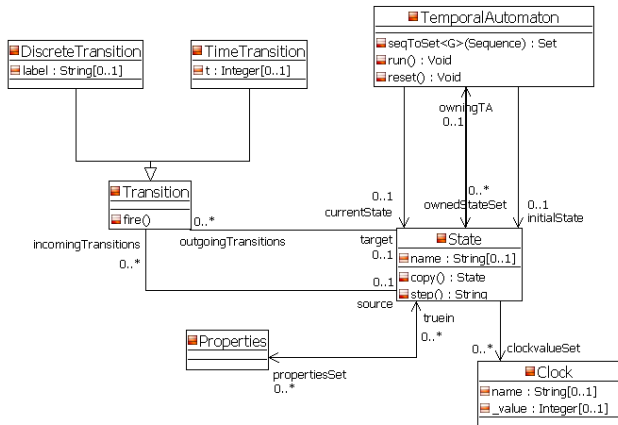 TemporalAutomaton
seqToSet<G>(Sequence) : Set
run() : Void
reset() : Void
DiscreteTransition
label : String[0..1]
TimeTransition
t : Integer[0..1]
owningTA
0..1
Transition
fire()
0..1
currentState
0..*
ownedStateSet
0..1
initialState
0..*
outgoingTransitions
incomingTransitions
0..*
target
0..1
0..1
source
State
name : String[0..1]
copy() : State
step() : String
truein
0..*
Properties
propertiesSet
0..*
0..*
clockvalueSet
Clock
name : String[0..1]
_value : Integer[0..1]